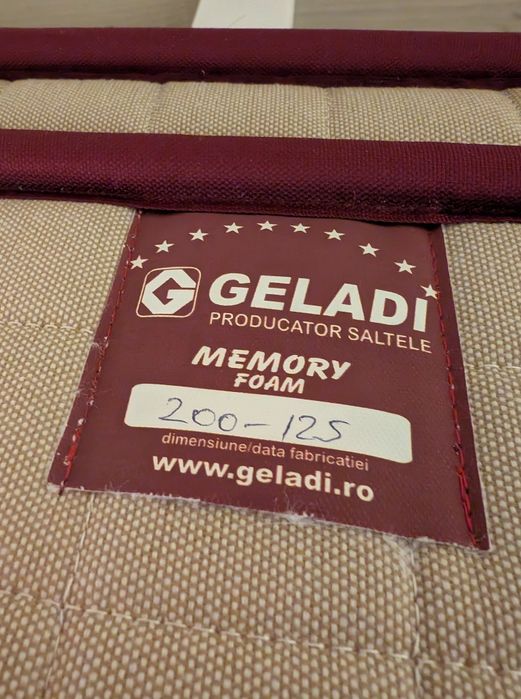 GELADI
PRODUCATOR SALTELE
MEMORY
FOAM
200-125
dimensiune/data fabricatiei
www.geladi.ro